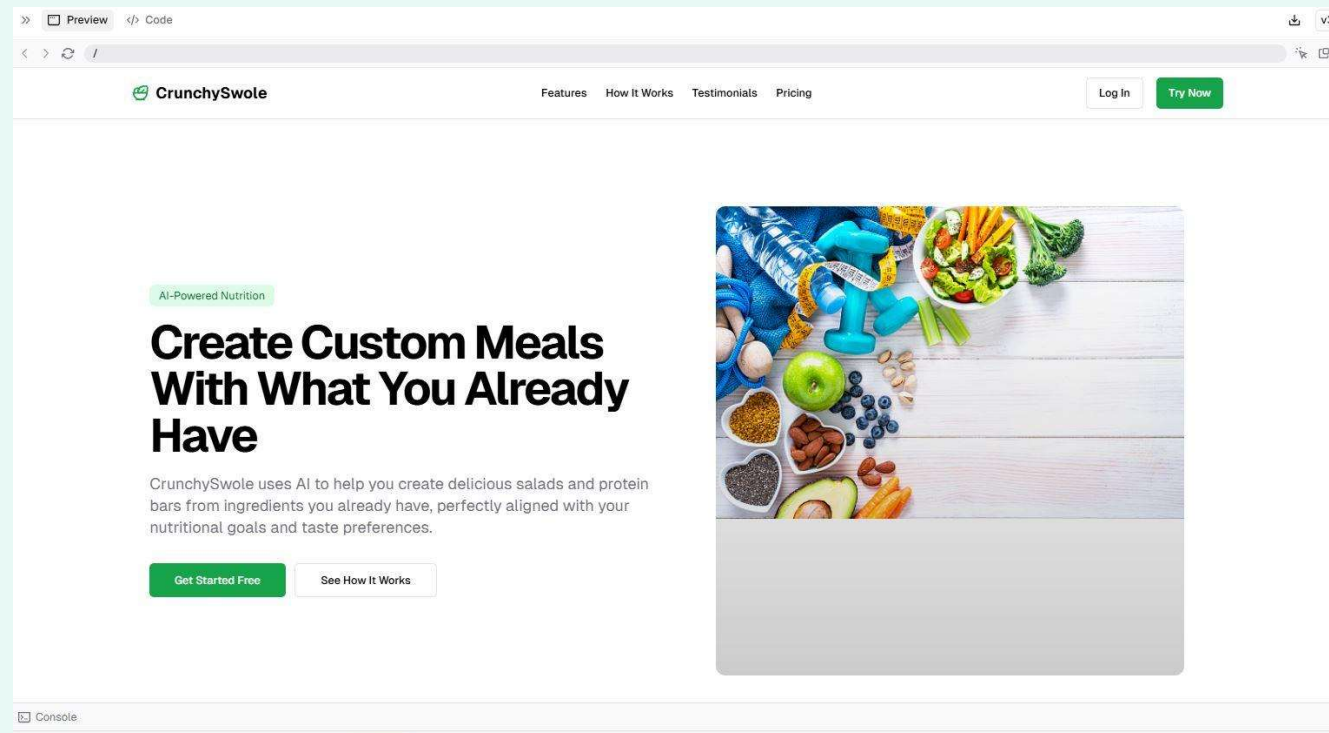 Preview
</> Code
v3
/
CrunchySwole
Features
How It Works
Testimonials
Pricing
Log In
Try Now
AI-Powered Nutrition
Create Custom Meals
With What You Already
Have
CrunchySwole uses AI to help you create delicious salads and protein
bars from ingredients you already have, perfectly aligned with your
nutritional goals and taste preferences.
Get Started Free
See How It Works
Console